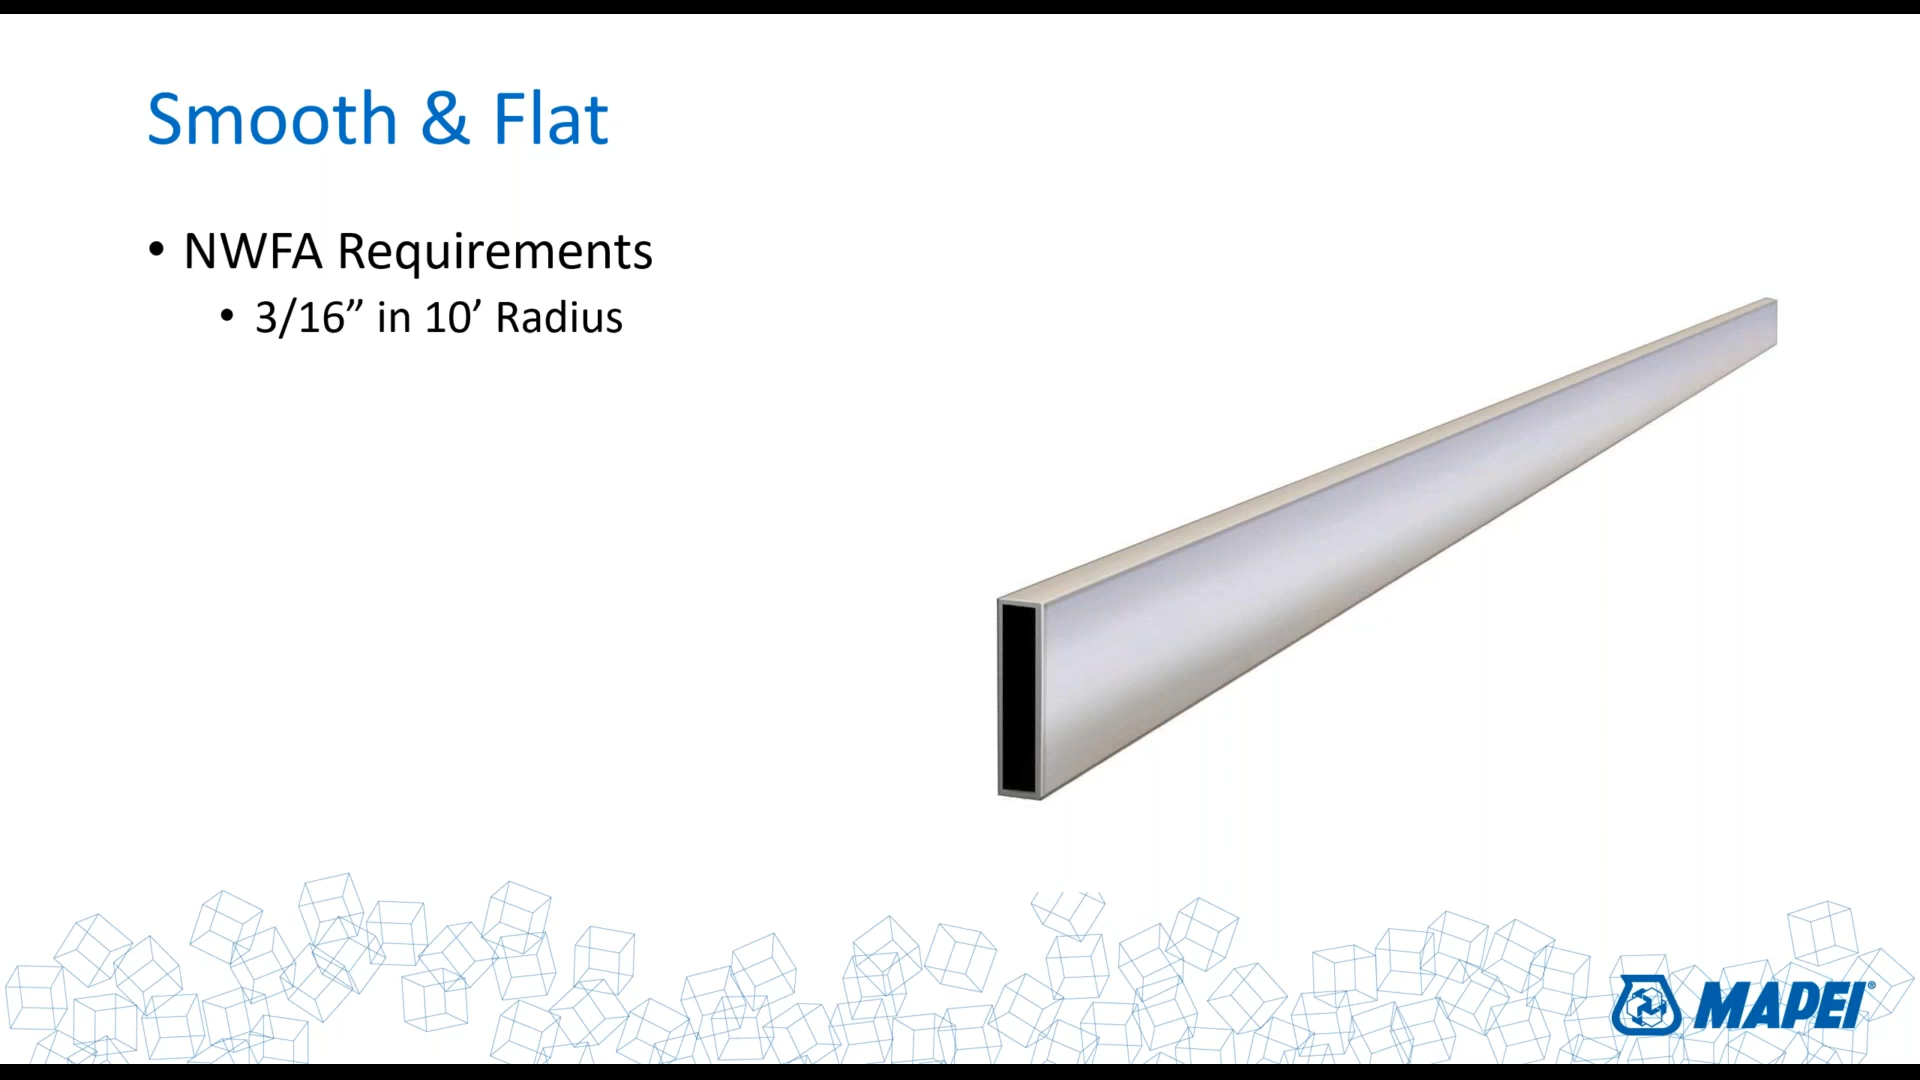 Smooth & Flat
• NWFA Requirements
• 3/16” in 10’ Radius
MAPEI®